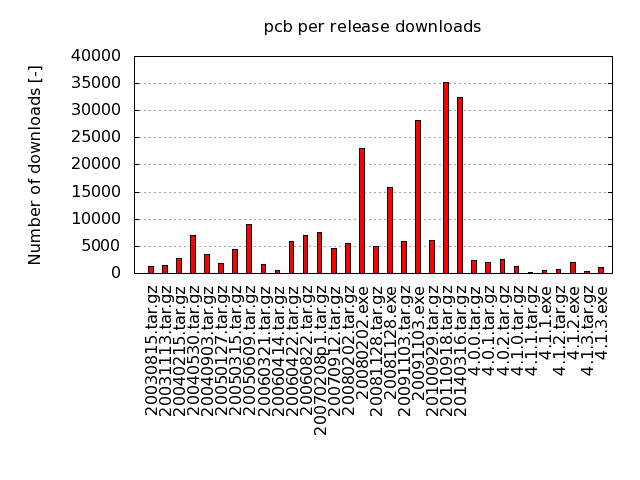 pcb per release downloads
Number of downloads [-]
40000
35000
30000
25000
20000
15000
10000
5000
0
20030815.tar.gz
20031113.tar.gz
20040215.tar.gz
20040530.tar.gz
20040903.tar.gz
20050127.tar.gz
20050315.tar.gz
20050609.tar.gz
20060321.tar.gz
20060414.tar.gz
20060422.tar.gz
20060822.tar.gz
20070208p1.tar.gz
20070912.tar.gz
20080202.tar.gz
20080202.exe
20081128.tar.gz
20081128.exe
20091103.tar.gz
20091103.exe
20100929.tar.gz
20110918.tar.gz
20140316.tar.gz
4.0.0.tar.gz
4.0.1.tar.gz
4.0.2.tar.gz
4.1.0.tar.gz
4.1.1.tar.gz
4.1.1.exe
4.1.2.tar.gz
4.1.2.exe
4.1.3.tar.gz
4.1.3.exe